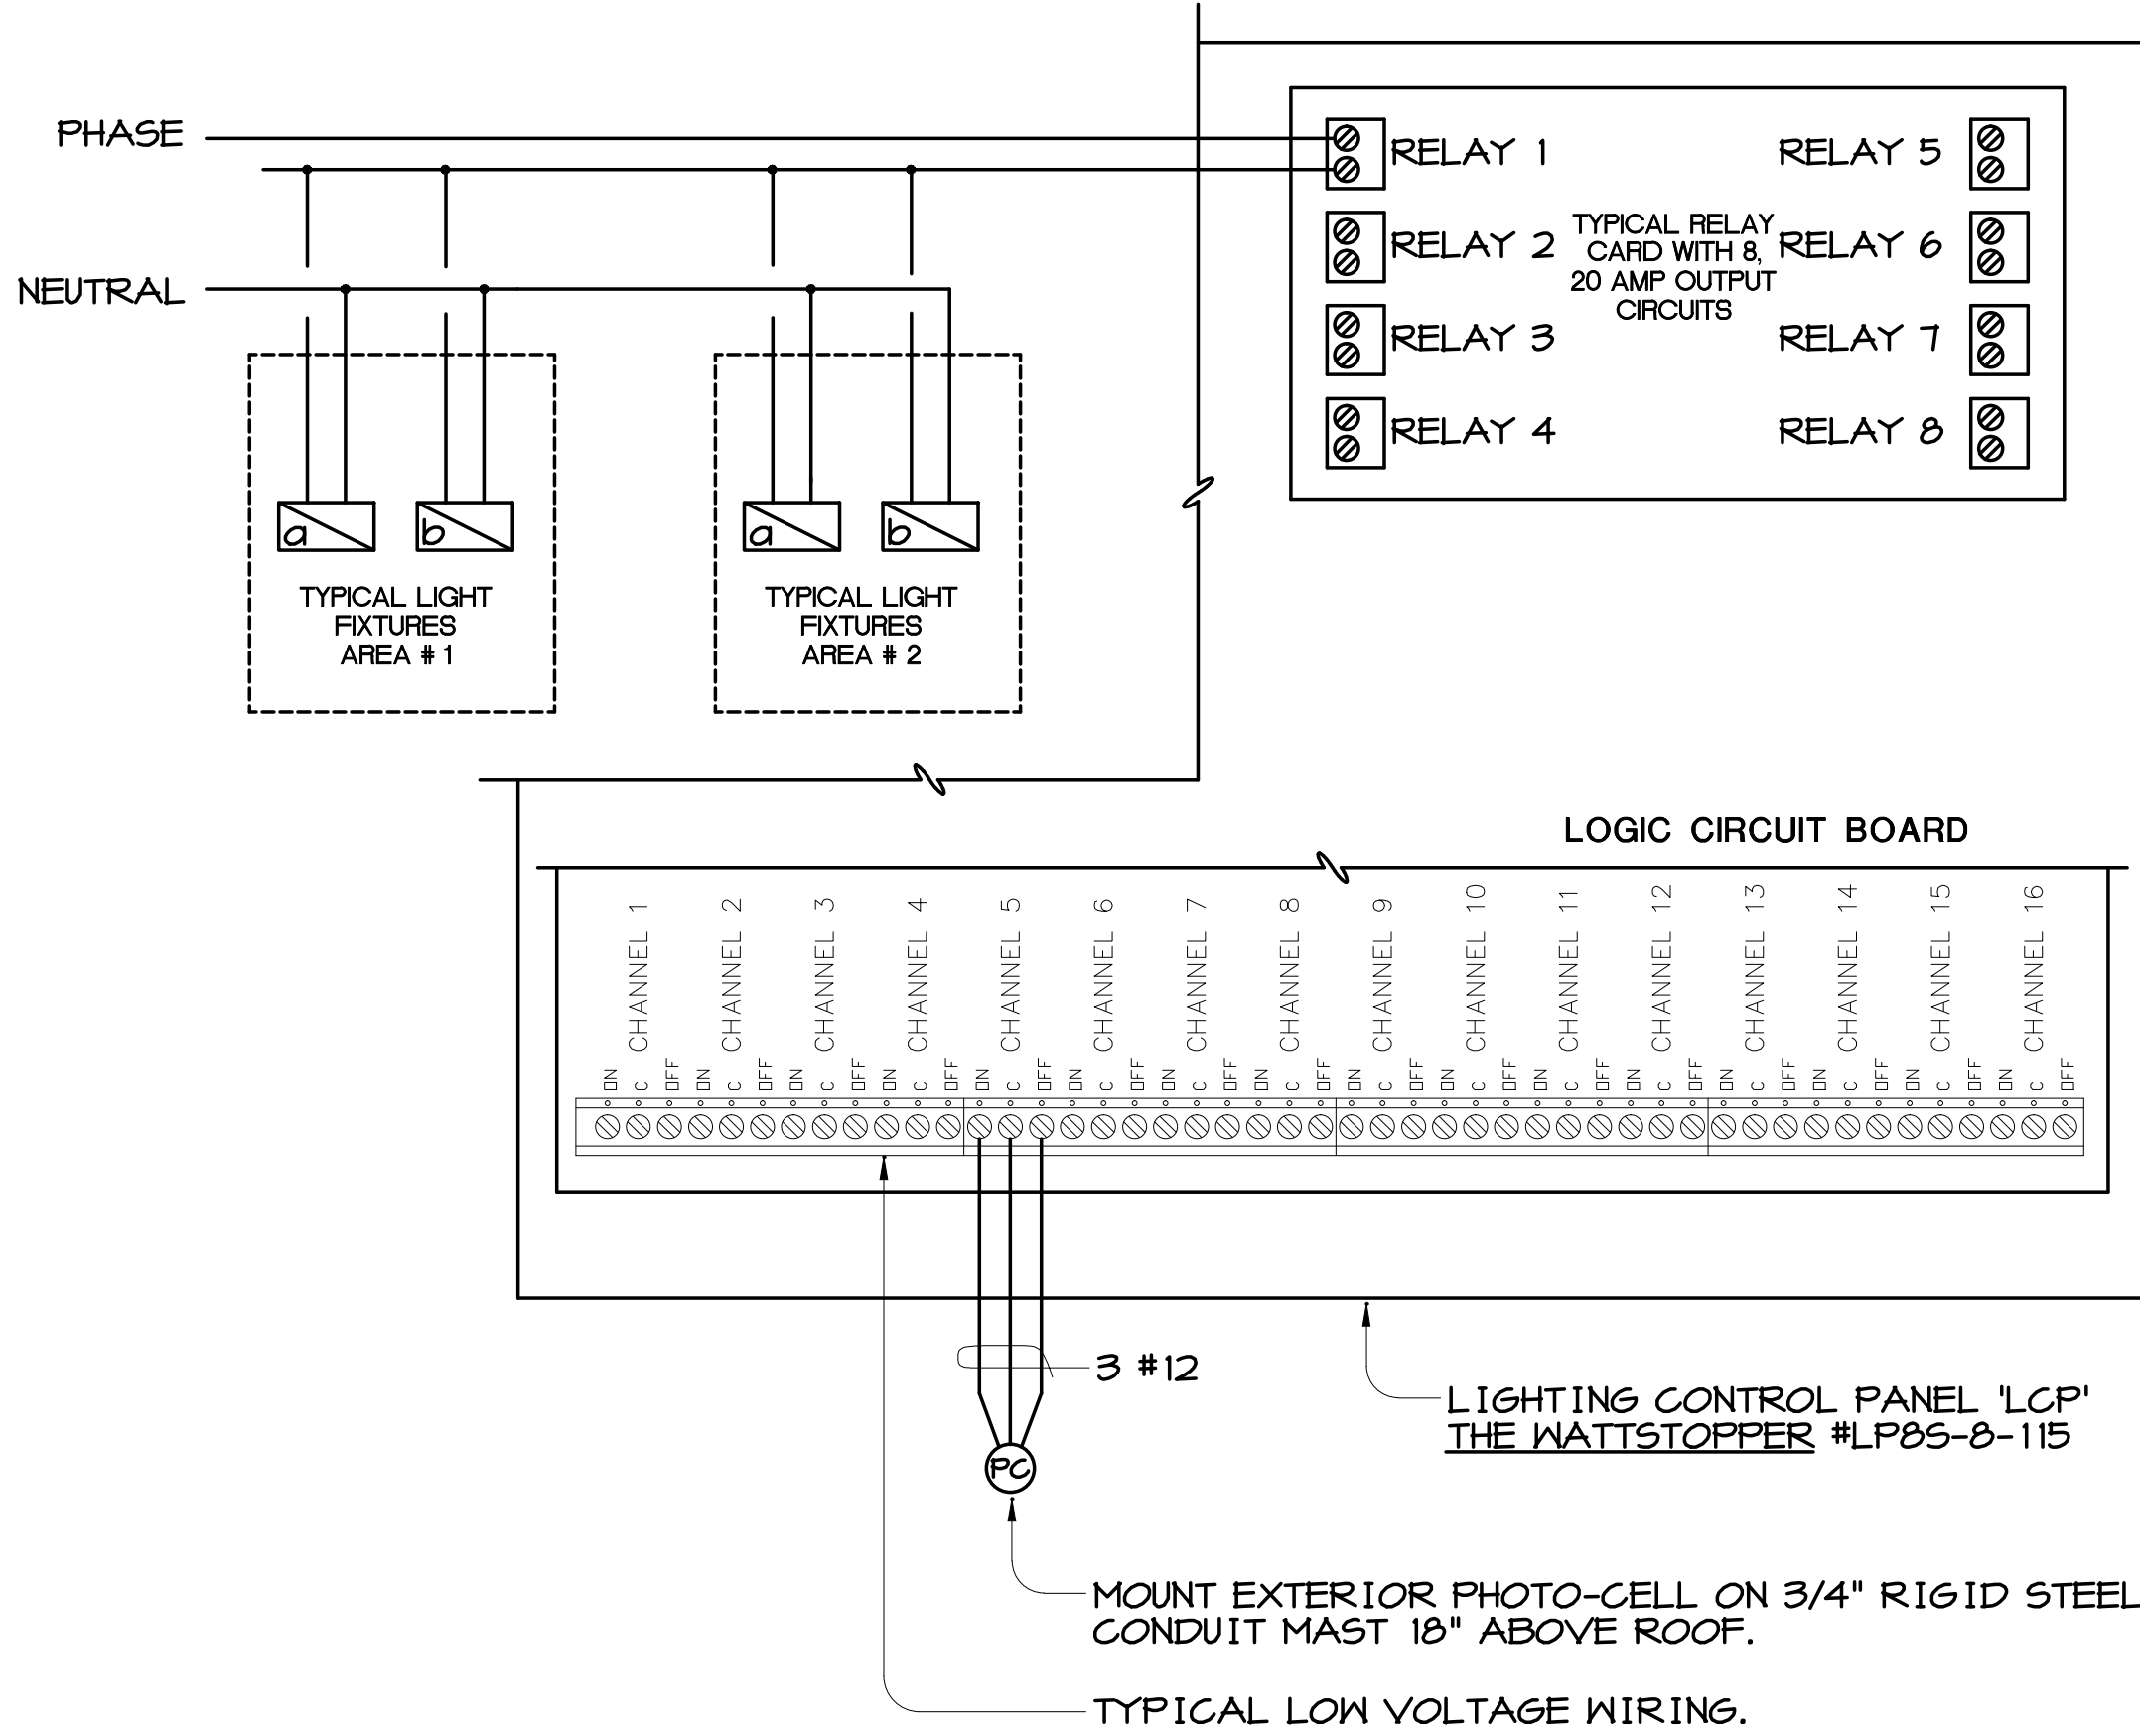 PHASE
NEUTRAL
RELAY 1
RELAY 2
RELAY 3
RELAY 4
TYPICAL RELAY
CARD WITH 8,
20 AMP OUTPUT
CIRCUITS
RELAY 5
RELAY 6
RELAY 7
RELAY 8
a
b
TYPICAL LIGHT
FIXTURES
AREA # 1
a
b
TYPICAL LIGHT
FIXTURES
AREA # 2
LOGIC CIRCUIT BOARD
CHANNEL 1
CHANNEL 2
CHANNEL 3
CHANNEL 4
CHANNEL 5
CHANNEL 6
CHANNEL 7
CHANNEL 8
CHANNEL 9
CHANNEL 10
CHANNEL 11
CHANNEL 12
CHANNEL 13
CHANNEL 14
CHANNEL 15
CHANNEL 16
ON C OFF ON C OFF ON C OFF ON C OFF ON C OFF ON C OFF ON C OFF ON C OFF ON C OFF ON C OFF ON C OFF ON C OFF ON C OFF ON C OFF ON C OFF ON C OFF
3 #12
LIGHTING CONTROL PANEL 'LCP'
THE WATTSTOPPER #LP8S-8-115
PC
MOUNT EXTERIOR PHOTO-CELL ON 3/4" RIGID STEEL
CONDUIT MAST 18" ABOVE ROOF.
TYPICAL LOW VOLTAGE WIRING.